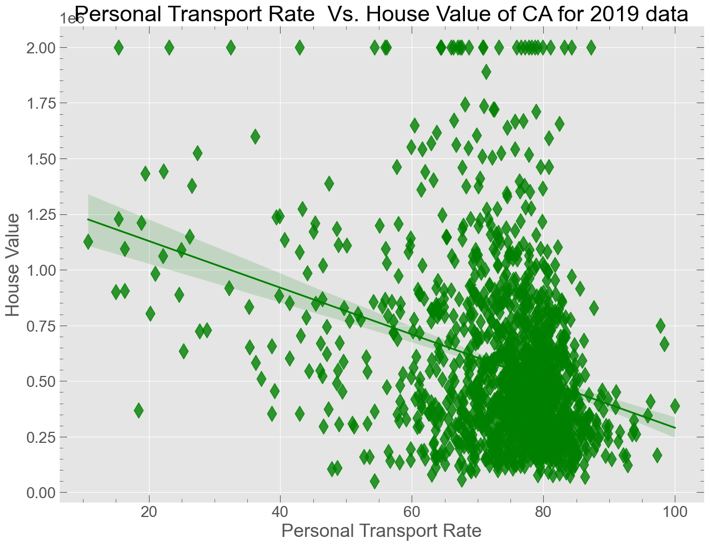 Personal Transport Rate  Vs. House Value of CA for 2019 data
1e6
2.00
1.75
1.50
1.25
1.00
0.75
0.50
0.25
0.00
House Value
20 40 60 80 100
Personal Transport Rate